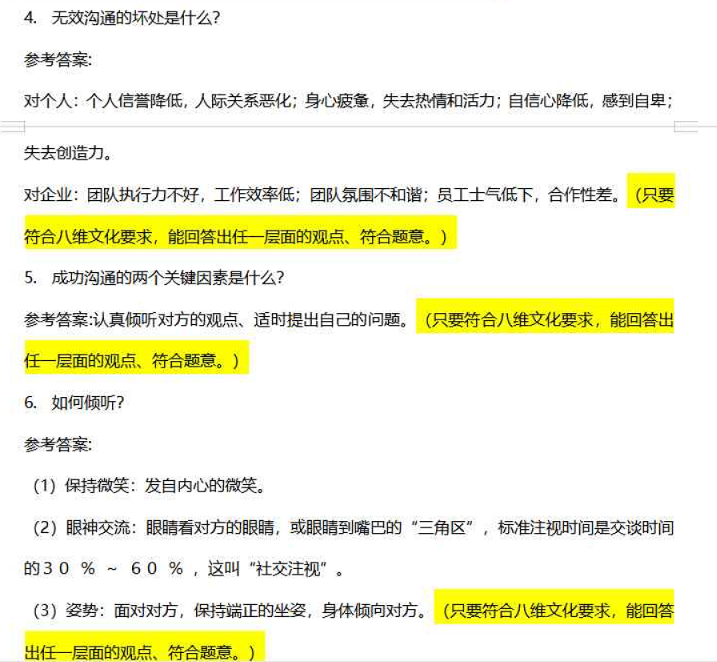 4. 无效沟通的坏处是什么？
参考答案:
对个人：个人信誉降低，人际关系恶化；身心疲惫，失去热情和活力；自信心降低，感到自卑；
失去创造力。
对企业：团队执行力不好，工作效率低；团队氛围不和谐；员工士气低下，合作性差。（只要
符合八维文化要求，能回答出任一层面的观点、符合题意。）
5. 成功沟通的两个关键因素是什么？
参考答案:认真倾听对方的观点、适时提出自己的问题。（只要符合八维文化要求，能回答出
任一层面的观点、符合题意。）
6. 如何倾听？
参考答案:
（1）保持微笑：发自内心的微笑。
（2）眼神交流：眼睛看对方的眼睛，或眼睛到嘴巴的“三角区”，标准注视时间是交谈时间
的３０ ％ ～ ６０ ％ ，这叫“社交注视”。
（3）姿势：面对对方，保持端正的坐姿，身体倾向对方。（只要符合八维文化要求，能回答
出任一层面的观点、符合题意。）